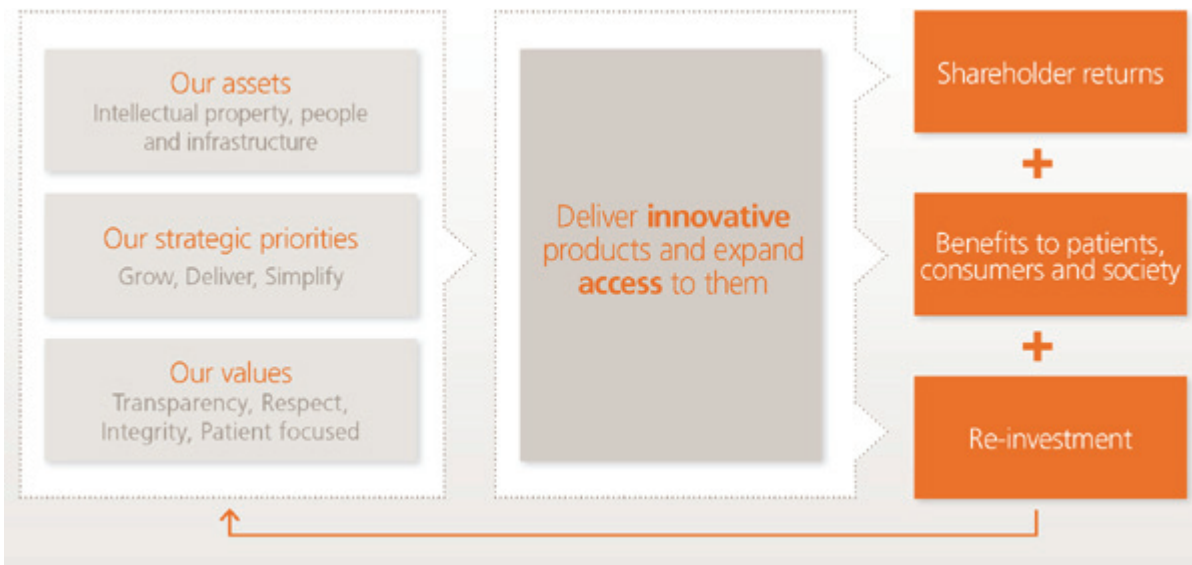 Our assets
Intellectual property, people
and infrastructure
Our strategic priorities
Grow, Deliver, Simplify
Our values
Transparency, Respect,
Integrity, Patient focused
Deliver innovative
products and expand
access to them
Shareholder returns
+
Benefits to patients,
consumers and society
+
Re-investment